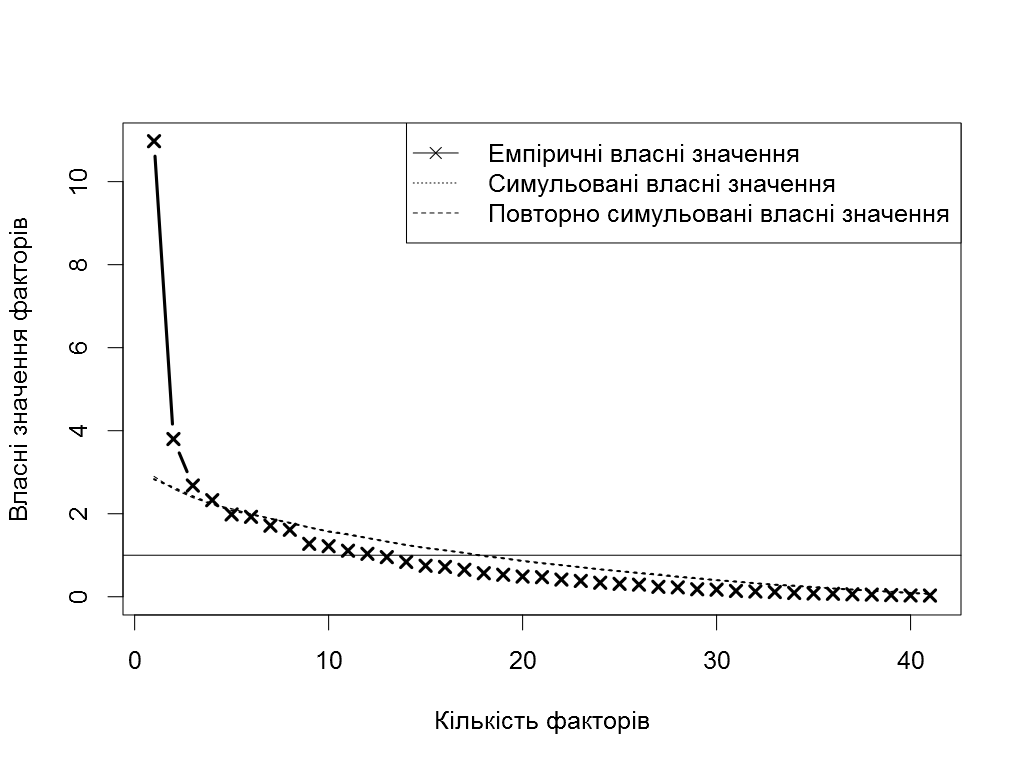 Емпіричні власні значення
Симульовані власні значення
Повторно симульовані власні значення
Власні значення факторів
10
8
6
4
2
0
0 10 20 30 40
Кількість факторів